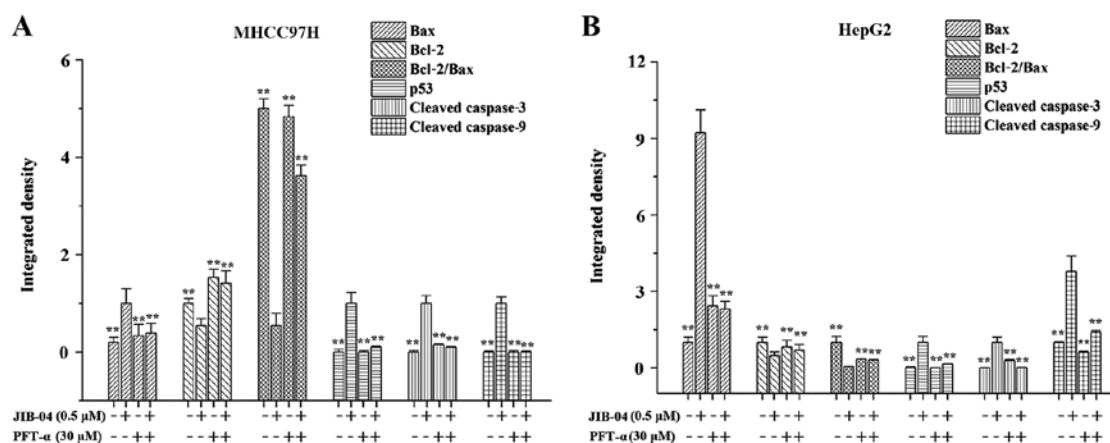 A
MHCC97H
Bax
Bcl-2
Bcl-2/Bax
p53
Cleaved caspase-3
Cleaved caspase-9
Integrated density
6
4
2
0
** ** ** ** ** ** ** ** ** ** ** ** ** ** ** ** ** **
JIB-04 (0.5 μM) - + - + - + - + - + - + - + - + - + - + - + - +
PFT-α (30 μM) - - + + - - + + - - + + - - + + - - + + - - + +
B
HepG2
Bax
Bcl-2
Bcl-2/Bax
p53
Cleaved caspase-3
Cleaved caspase-9
Integrated density
12
9
6
3
0
** ** ** ** ** ** ** ** ** ** ** ** ** ** ** ** ** **
JIB-04 (0.5 μM) - + - + - + - + - + - + - + - + - + - + - + - +
PFT-α (30 μM) - - + + - - + + - - + + - - + + - - + + - - + +